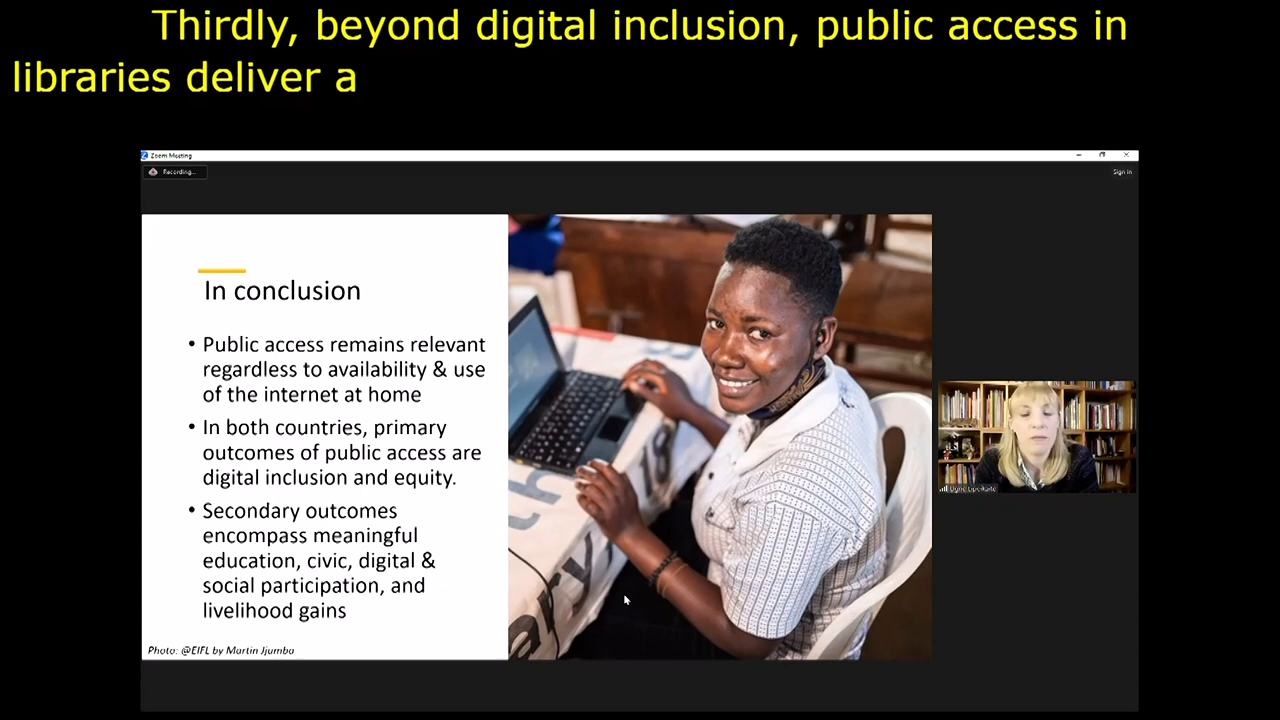 Thirdly, beyond digital inclusion, public access in
libraries deliver a
Zoom Meeting
Recording...
Sign in
In conclusion
• Public access remains relevant
regardless to availability & use
of the internet at home
• In both countries, primary
outcomes of public access are
digital inclusion and equity.
• Secondary outcomes
encompass meaningful
education, civic, digital &
social participation, and
livelihood gains
Photo: @EIFL by Martin Jjumba